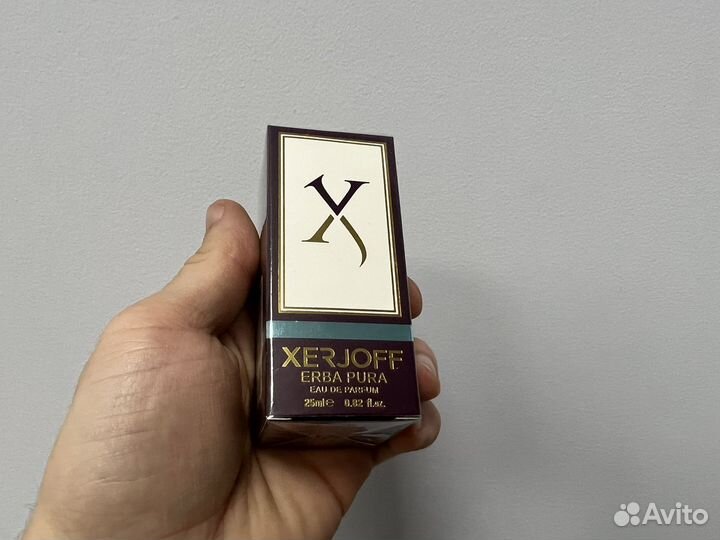 X
XERJOFF
ERBA PURA
EAU DE PARFUM
25ml℮ 0.82 fl.oz.
Avito